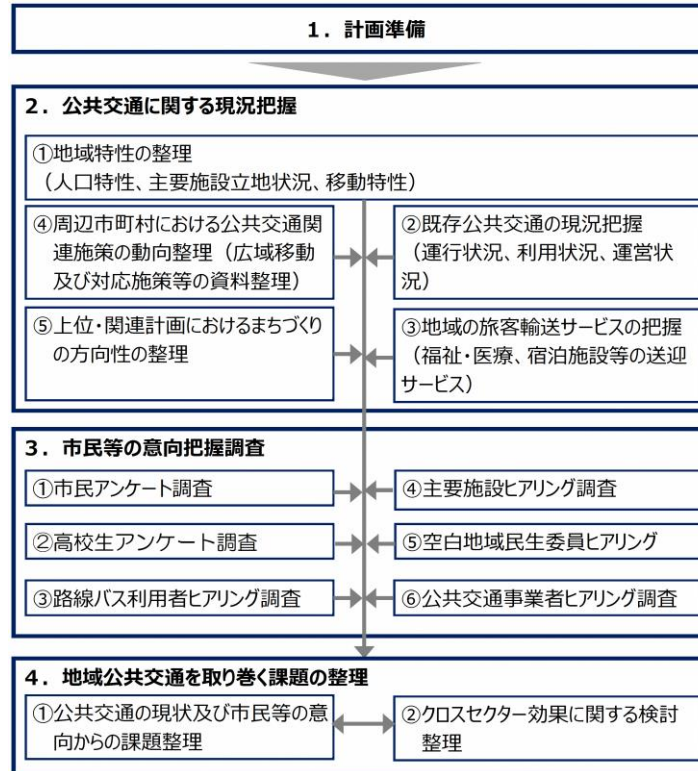 1．計画準備
2．公共交通に関する現況把握
①地域特性の整理
（人口特性、主要施設立地状況、移動特性）
④周辺市町村における公共交通関
連施策の動向整理（広域移動
及び対応施策等の資料整理）
②既存公共交通の現況把握
（運行状況、利用状況、運営状
況）
⑤上位・関連計画におけるまちづくり
の方向性の整理
③地域の旅客輸送サービスの把握
（福祉・医療、宿泊施設等の送迎
サービス）
3．市民等の意向把握調査
①市民アンケート調査
④主要施設ヒアリング調査
②高校生アンケート調査
⑤空白地域民生委員ヒアリング
③路線バス利用者ヒアリング調査
⑥公共交通事業者ヒアリング調査
4．地域公共交通を取り巻く課題の整理
①公共交通の現状及び市民等の意
向からの課題整理
②クロスセクター効果に関する検討
整理